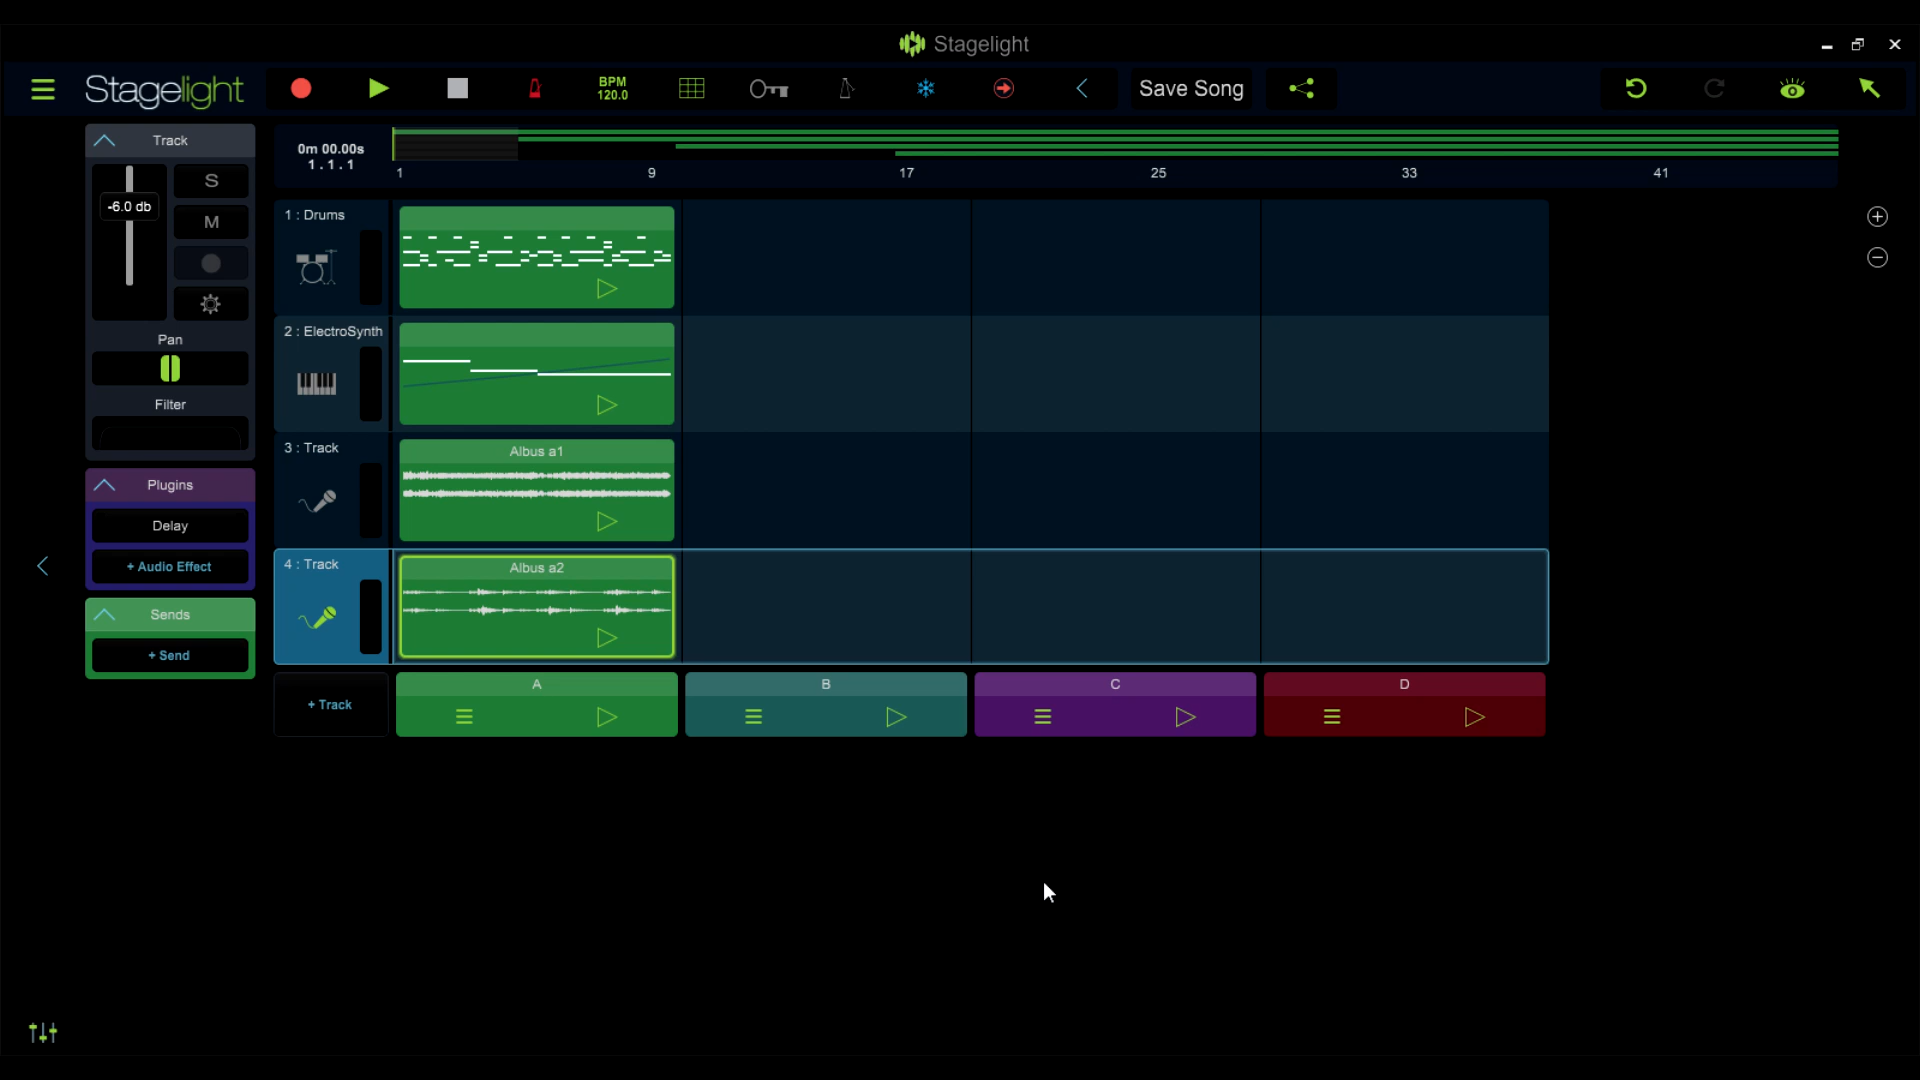 Stagelight
Stagelight
BPM
120.0
Save Song
Track
S
-6.0 db
M
Pan
Filter
Plugins
Delay
+ Audio Effect
Sends
+ Send
0m 00.00s
1 . 1 . 1
1
9
17
25
33
41
1 : Drums
2 : ElectroSynth
3 : Track
Albus a1
4 : Track
Albus a2
+ Track
A
B
C
D